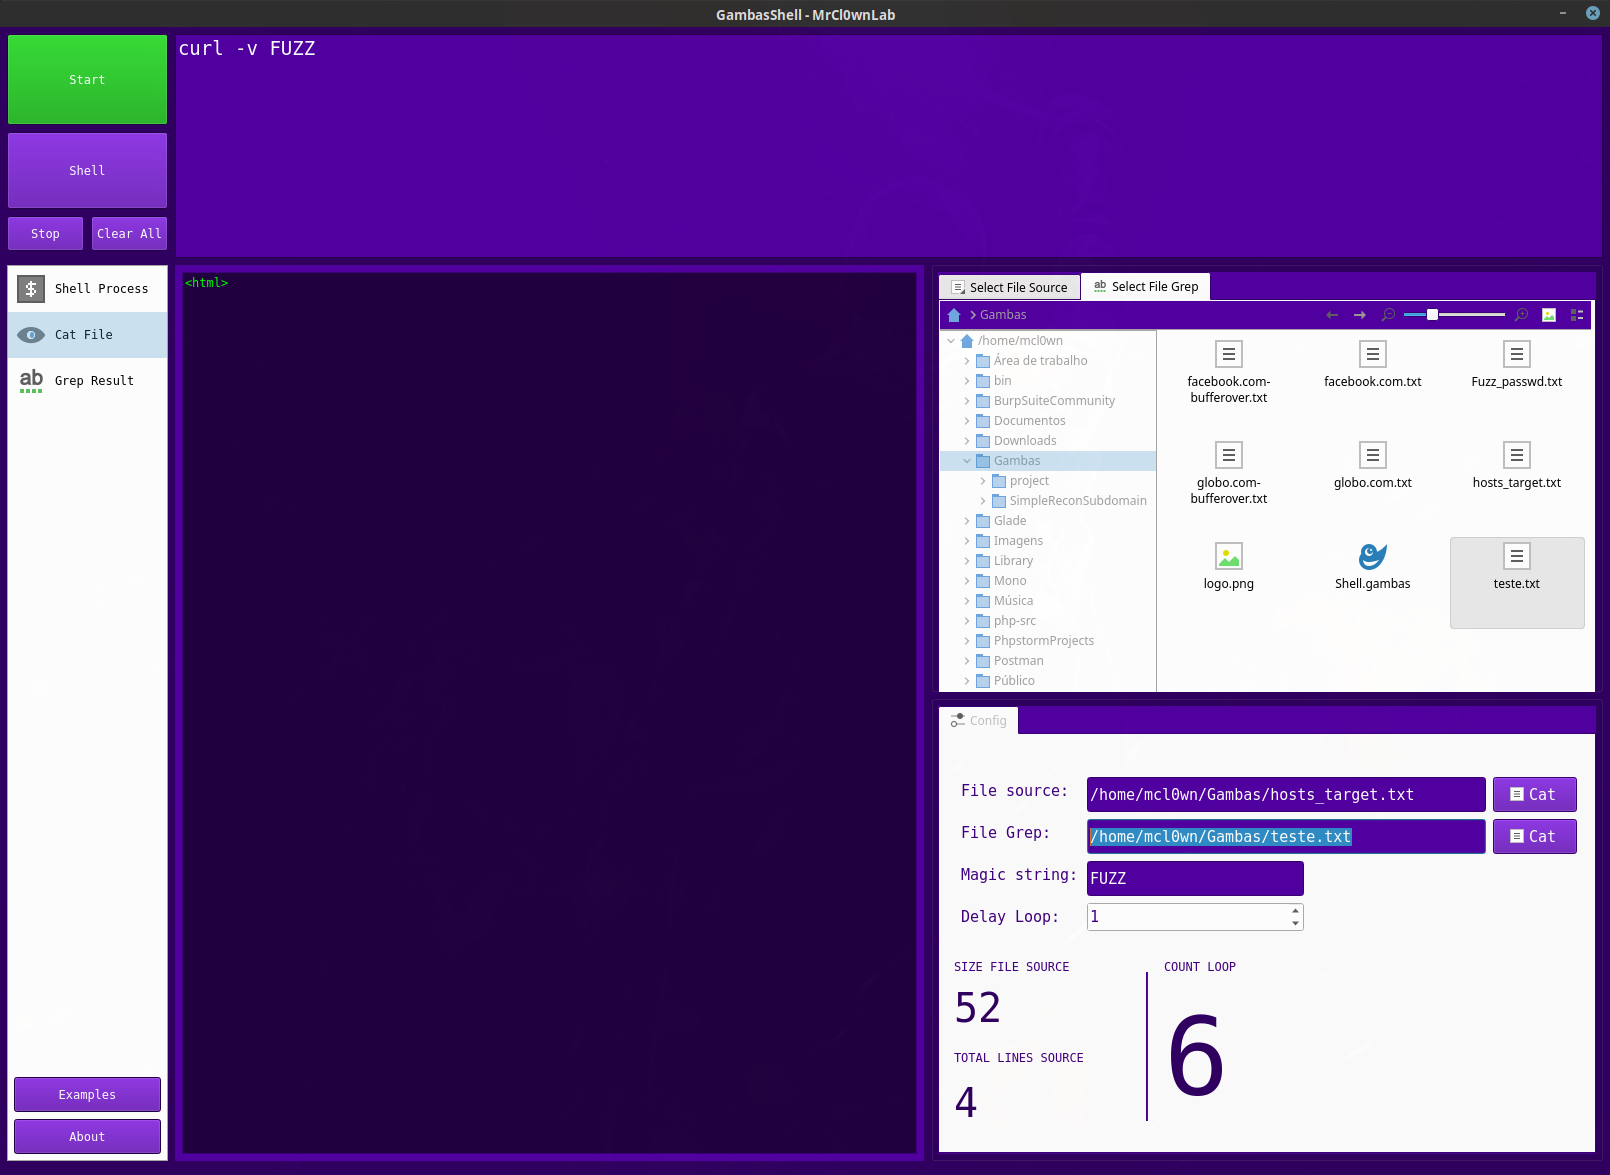 GambasShell - MrCl0wnLab
Start
Shell
Stop
Clear All
curl -v FUZZ
$ Shell Process
Cat File
ab Grep Result
Examples
About
<html>
Select File Source
ab Select File Grep
Gambas
/home/mcl0wn
Área de trabalho
bin
BurpSuiteCommunity
Documentos
Downloads
Gambas
project
SimpleReconSubdomain
Glade
Imagens
Library
Mono
Música
php-src
PhpstormProjects
Postman
Público
facebook.com-
bufferover.txt
facebook.com.txt
Fuzz_passwd.txt
globo.com-
bufferover.txt
globo.com.txt
hosts_target.txt
logo.png
Shell.gambas
teste.txt
Config
File source: /home/mcl0wn/Gambas/hosts_target.txt Cat
File Grep: /home/mcl0wn/Gambas/teste.txt Cat
Magic string: FUZZ
Delay Loop: 1
SIZE FILE SOURCE
52
TOTAL LINES SOURCE
4
COUNT LOOP
6